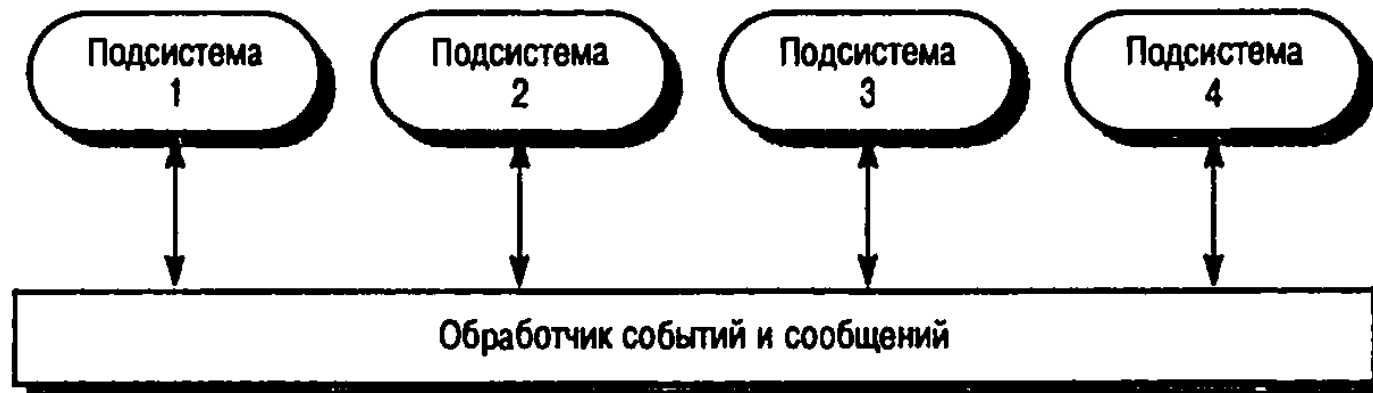 Подсистема
1
Подсистема
2
Подсистема
3
Подсистема
4
Обработчик событий и сообщений